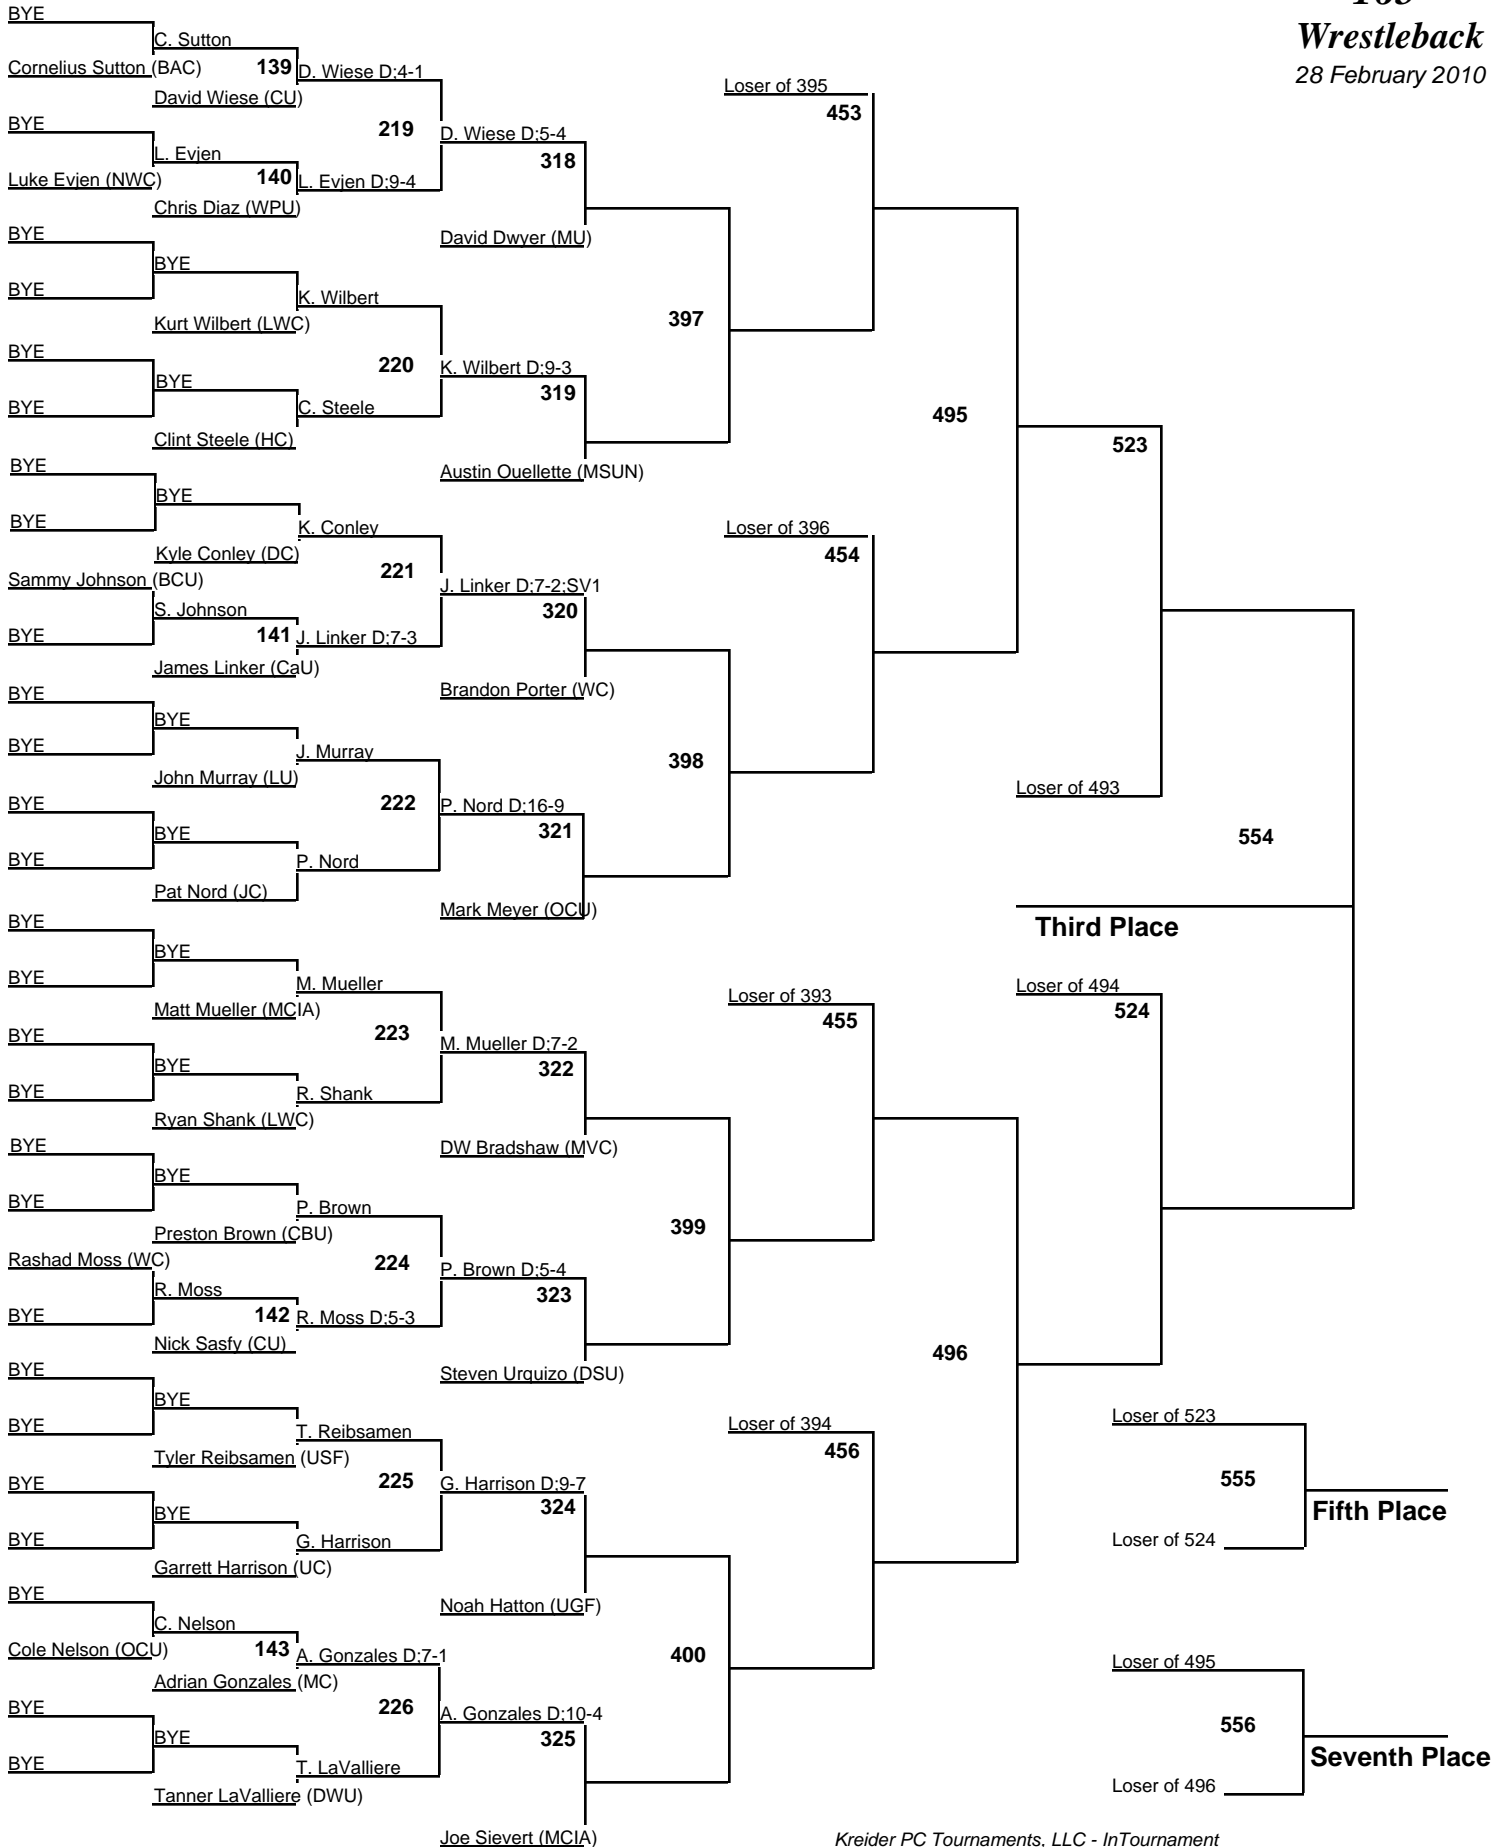 165
Wrestleback
28 February 2010
BYE
C. Sutton
Cornelius Sutton (BAC)
139
D. Wiese D;4-1
David Wiese (CU)
BYE
219
D. Wiese D;5-4
L. Evjen
318
Luke Evjen (NWC)
140
L. Evjen D;9-4
Chris Diaz (WPU)
BYE
David Dwyer (MU)
BYE
BYE
K. Wilbert
Kurt Wilbert (LWC)
397
BYE
220
K. Wilbert D;9-3
BYE
319
BYE
C. Steele
Clint Steele (HC)
BYE
Austin Ouellette (MSUN)
BYE
BYE
K. Conley
Kyle Conley (DC)
221
Sammy Johnson (BCU)
J. Linker D;7-2;SV1
S. Johnson
320
BYE
141
J. Linker D;7-3
James Linker (CaU)
BYE
Brandon Porter (WC)
BYE
BYE
J. Murray
John Murray (LU)
398
BYE
222
P. Nord D;16-9
BYE
321
BYE
P. Nord
Pat Nord (JC)
BYE
Mark Meyer (OCU)
BYE
BYE
M. Mueller
Matt Mueller (MCIA)
BYE
223
M. Mueller D;7-2
BYE
322
BYE
R. Shank
Ryan Shank (LWC)
BYE
DW Bradshaw (MVC)
BYE
BYE
P. Brown
Preston Brown (CBU)
399
Rashad Moss (WC)
224
P. Brown D;5-4
R. Moss
323
BYE
142
R. Moss D;5-3
Nick Sasfy (CU)
BYE
Steven Urquizo (DSU)
BYE
BYE
T. Reibsamen
Tyler Reibsamen (USF)
BYE
225
G. Harrison D;9-7
324
BYE
BYE
G. Harrison
Garrett Harrison (UC)
BYE
Noah Hatton (UGF)
C. Nelson
Cole Nelson (OCU)
143
A. Gonzales D;7-1
400
Adrian Gonzales (MC)
BYE
226
A. Gonzales D;10-4
BYE
325
BYE
T. LaValliere
Tanner LaValliere (DWU)
Joe Sievert (MCIA)
Loser of 395
453
495
523
Loser of 396
454
Loser of 493
554
Third Place
Loser of 393
455
Loser of 494
524
496
Loser of 394
456
Loser of 523
555
Fifth Place
Loser of 524
Loser of 495
556
Seventh Place
Loser of 496
Kreider PC Tournaments, LLC - InTournament